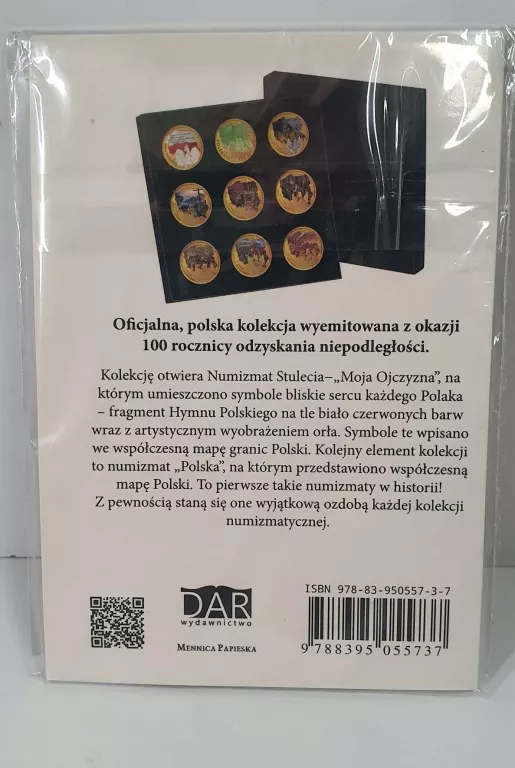 Oficjalna, polska kolekcja wyemitowana z okazji
100 rocznicy odzyskania niepodległości.
Kolekcję otwiera Numizmat Stulecia–„Moja Ojczyzna”, na
którym umieszczono symbole bliskie sercu każdego Polaka
– fragment Hymnu Polskiego na tle biało czerwonych barw
wraz z artystycznym wyobrażeniem orła. Symbole te wpisano
we współczesną mapę granic Polski. Kolejny element kolekcji
to numizmat „Polska”, na którym przedstawiono współczesną
mapę Polski. To pierwsze takie numizmaty w historii!
Z pewnością staną się one wyjątkową ozdobą każdej kolekcji
numizmatycznej.
DAR
wydawnictwo
Mennica Papieska
ISBN 978-83-950557-3-7
9 788395 055737